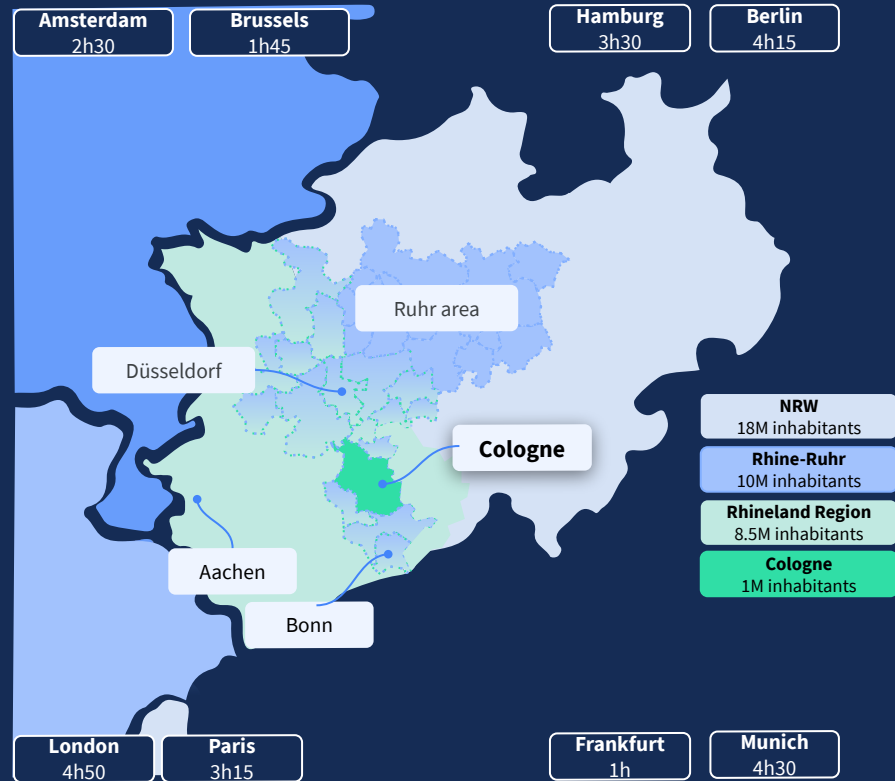 Amsterdam
2h30
Brussels
1h45
Hamburg
3h30
Berlin
4h15
Ruhr area
Düsseldorf
Cologne
Aachen
Bonn
NRW
18M inhabitants
Rhine-Ruhr
10M inhabitants
Rhineland Region
8.5M inhabitants
Cologne
1M inhabitants
London
4h50
Paris
3h15
Frankfurt
1h
Munich
4h30